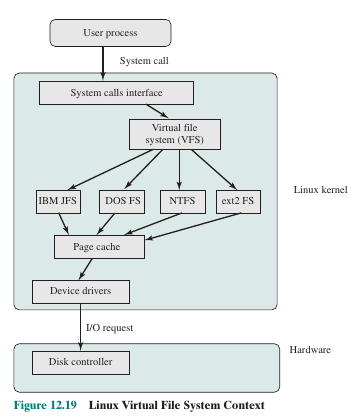 User process
System call
System calls interface
Virtual file
system (VFS)
IBM JFS
DOS FS
NTFS
ext2 FS
Linux kernel
Page cache
Device drivers
I/O request
Hardware
Disk controller
Figure 12.19 Linux Virtual File System Context